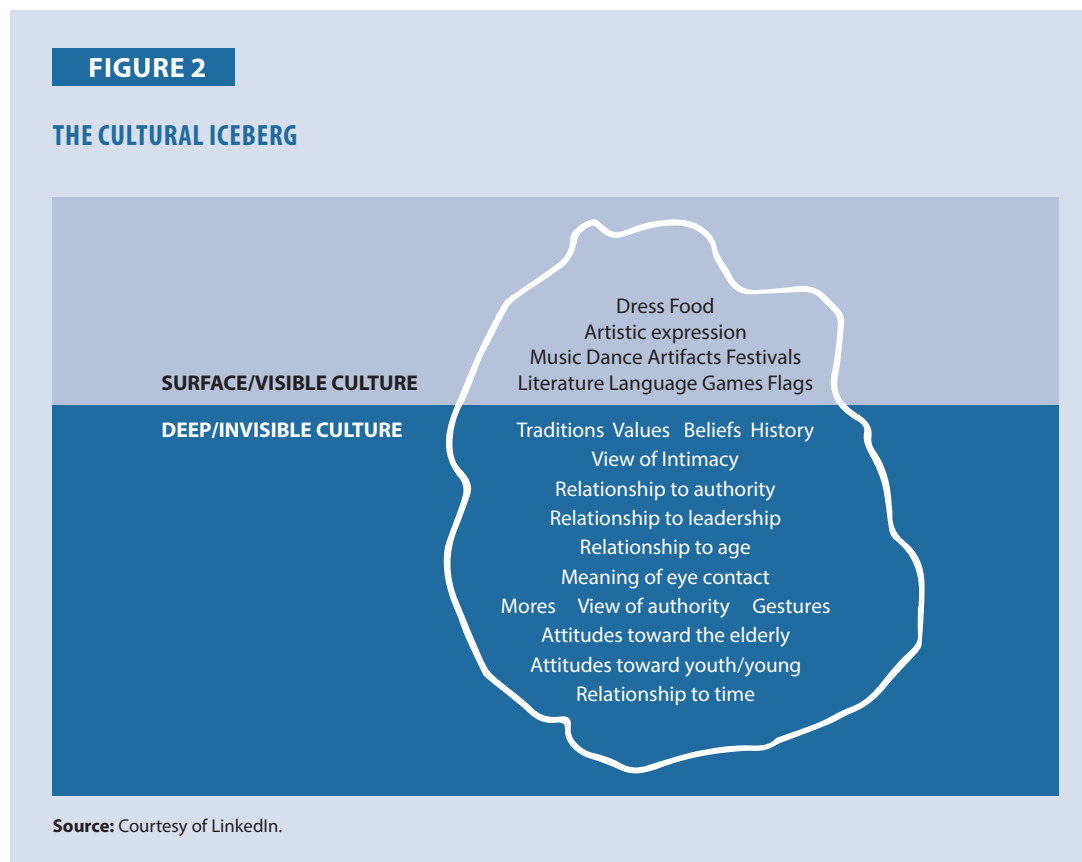 FIGURE 2
THE CULTURAL ICEBERG
Dress Food
Artistic expression
Music Dance Artifacts Festivals
SURFACE/VISIBLE CULTURE
Literature Language Games Flags
DEEP/INVISIBLE CULTURE
Traditions Values Beliefs History
View of Intimacy
Relationship to authority
Relationship to leadership
Relationship to age
Meaning of eye contact
Mores View of authority Gestures
Attitudes toward the elderly
Attitudes toward youth/young
Relationship to time
Source: Courtesy of LinkedIn.